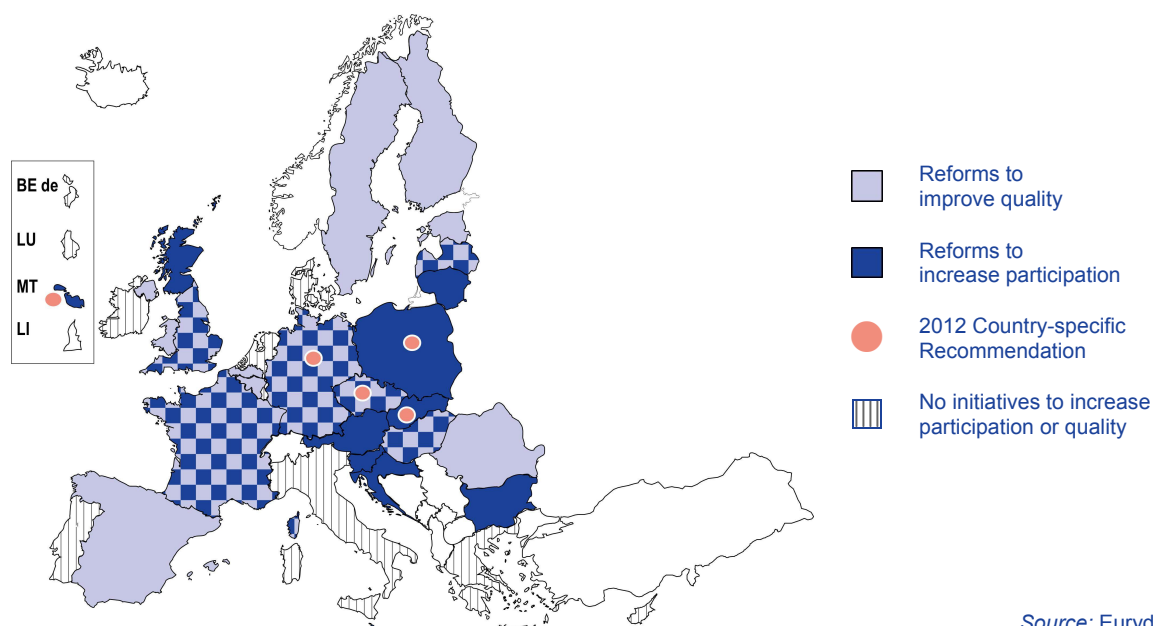 BE de
LU
MT
LI
Reforms to
improve quality
Reforms to
increase participation
2012 Country-specific
Recommendation
No initiatives to increase
participation or quality
Source: Euryd